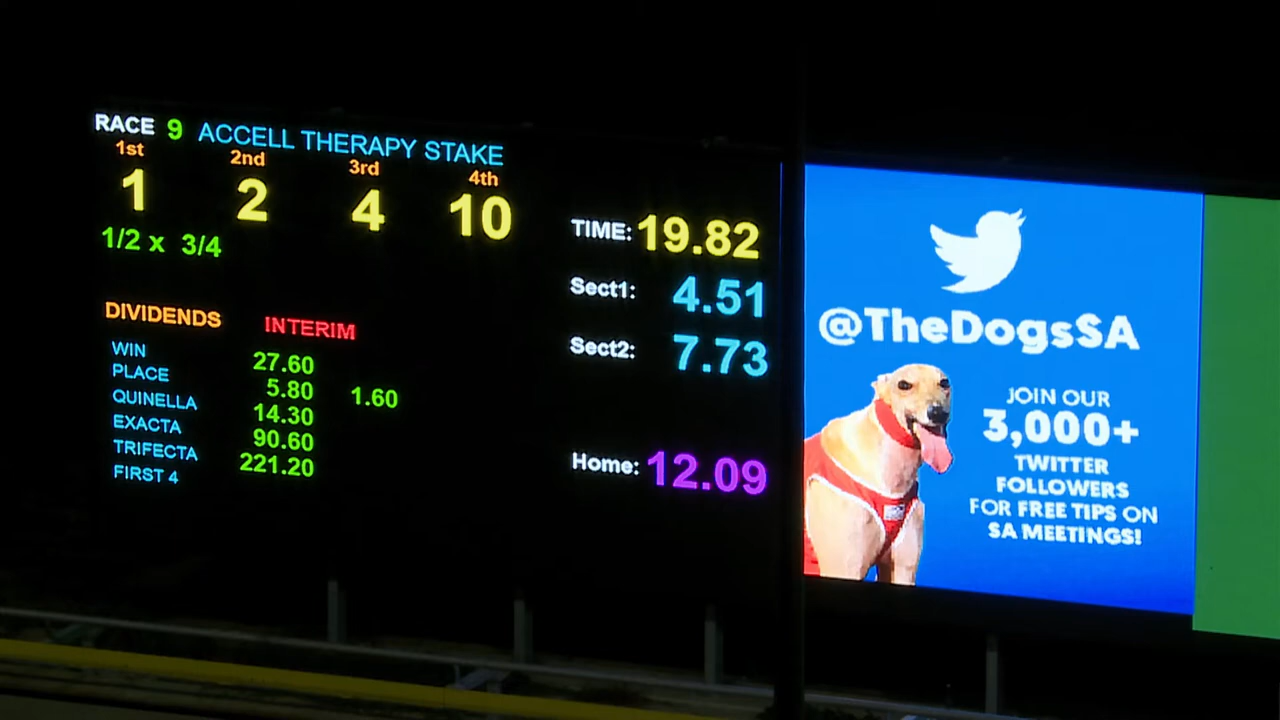 RACE 9 ACCELL THERAPY STAKE
1st 2nd 3rd 4th
1 2 4 10
1/2 x 3/4
DIVIDENDS INTERIM
WIN 27.60
PLACE 5.80 1.60
QUINELLA 14.30
EXACTA 90.60
TRIFECTA 221.20
FIRST 4
TIME: 19.82
Sect1: 4.51
Sect2: 7.73
Home: 12.09
@TheDogsSA
JOIN OUR
3,000+
TWITTER
FOLLOWERS
FOR FREE TIPS ON
SA MEETINGS!